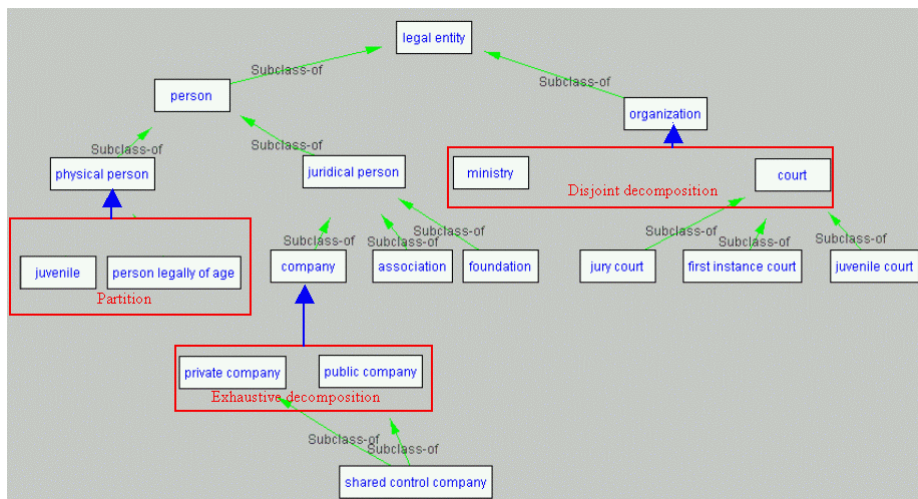 legal entity
Subclass-of
Subclass-of
person
organization
Subclass-of
Subclass-of
physical person
juridical person
ministry
court
Disjoint decomposition
Subclass-of
Subclass-of
Subclass-of
Subclass-of
Subclass-of
Subclass-of
juvenile
person legally of age
company
association
foundation
jury court
first instance court
juvenile court
Partition
private company
public company
Exhaustive decomposition
Subclass-of
Subclass-of
shared control company